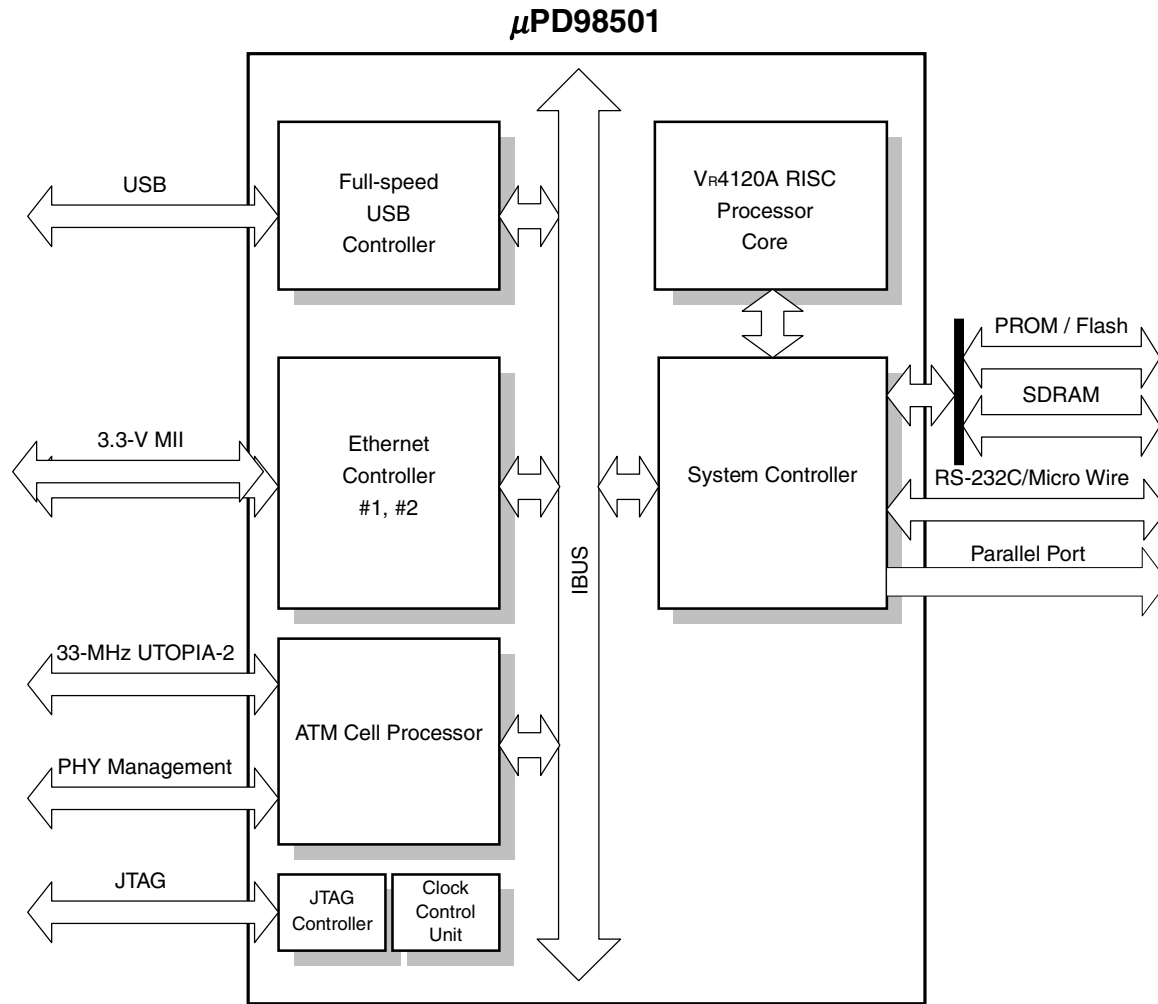 μPD98501
USB
Full-speed
USB
Controller
VR4120A RISC
Processor
Core
PROM / Flash
SDRAM
3.3-V MII
Ethernet
Controller
#1, #2
System Controller
RS-232C/Micro Wire
Parallel Port
IBUS
33-MHz UTOPIA-2
ATM Cell Processor
PHY Management
JTAG
JTAG
Controller
Clock
Control
Unit